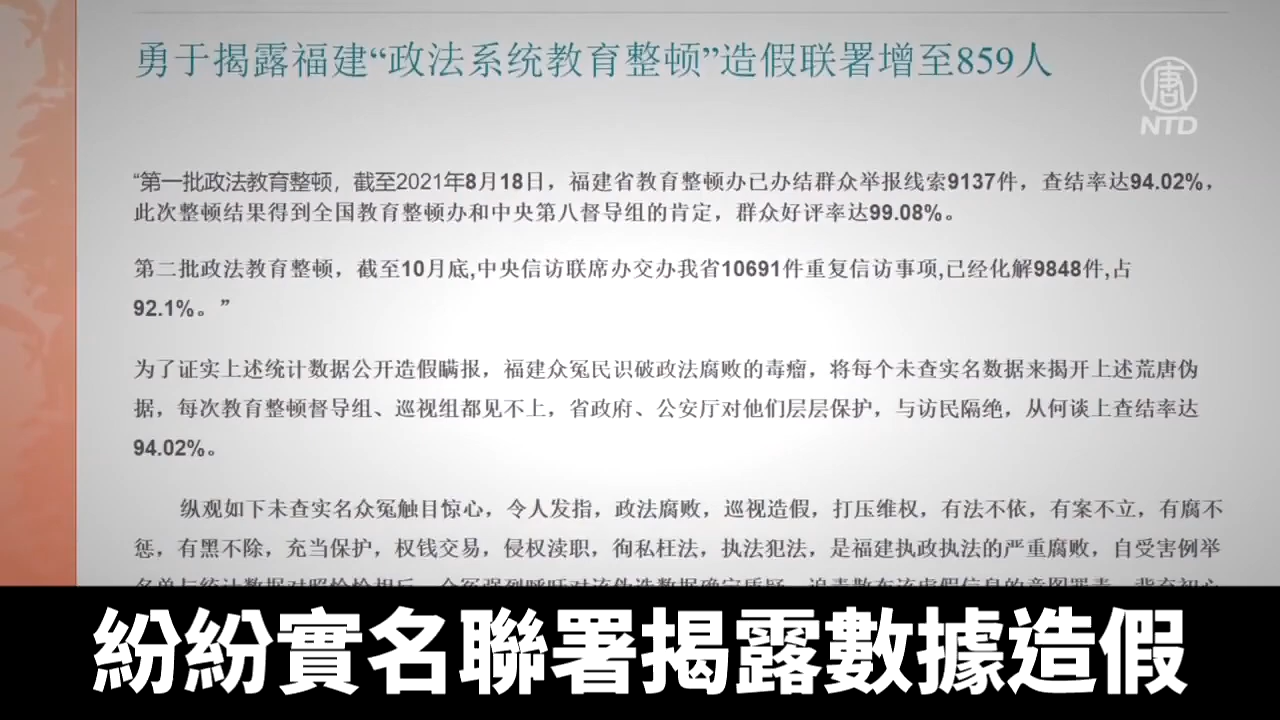 勇于揭露福建“政法系统教育整顿”造假联署增至859人
唐
NTD
“第一批政法教育整顿，截至2021年8月18日，福建省教育整顿办已办结群众举报线索9137件，查结率达94.02%，
此次整顿结果得到全国教育整顿办和中央第八督导组的肯定，群众好评率达99.08%。
第二批政法教育整顿，截至10月底,中央信访联席办交办我省10691件重复信访事项,已经化解9848件,占
92.1%。”
为了证实上述统计数据公开造假瞒报，福建众冤民识破政法腐败的毒瘤，将每个未查实名数据来揭开上述荒唐伪
据，每次教育整顿督导组、巡视组都见不上，省政府、公安厅对他们层层保护，与访民隔绝，从何谈上查结率达
94.02%。
纵观如下未查实名众冤触目惊心，令人发指，政法腐败，巡视造假，打压维权，有法不依，有案不立，有腐不
惩，有黑不除，充当保护，权钱交易，侵权渎职，徇私枉法，执法犯法，是福建执政执法的严重腐败，自受害例举
紛紛實名聯署揭露數據造假